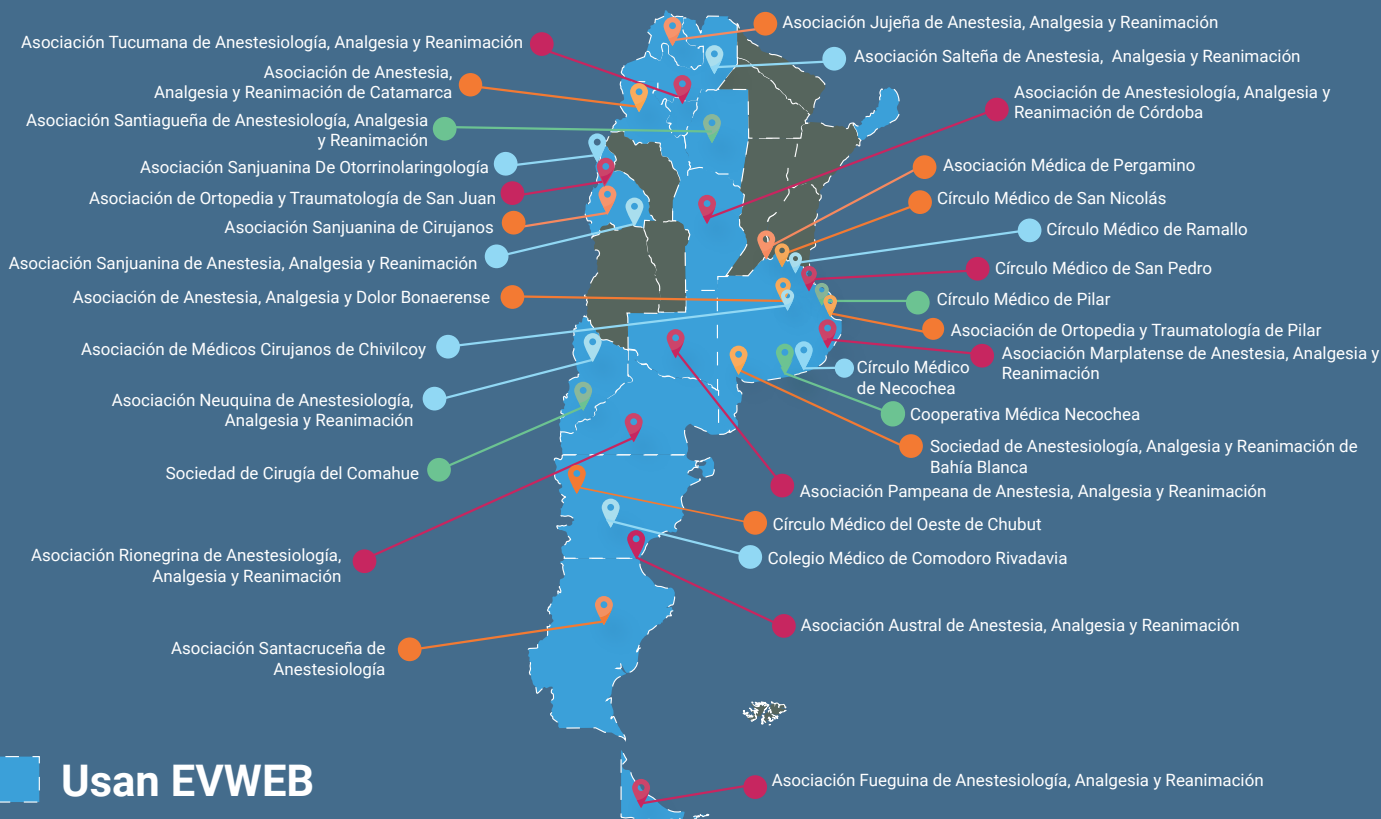 Asociación Tucumana de Anestesiología, Analgesia y Reanimación
Asociación de Anestesia,
Analgesia y Reanimación de Catamarca
Asociación Santiagueña de Anestesiología, Analgesia
y Reanimación
Asociación Sanjuanina De Otorrinolaringología
Asociación de Ortopedia y Traumatología de San Juan
Asociación Sanjuanina de Cirujanos
Asociación Sanjuanina de Anestesia, Analgesia y Reanimación
Asociación de Anestesia, Analgesia y Dolor Bonaerense
Asociación de Médicos Cirujanos de Chivilcoy
Asociación Neuquina de Anestesiología,
Analgesia y Reanimación
Sociedad de Cirugía del Comahue
Asociación Rionegrina de Anestesiología,
Analgesia y Reanimación
Asociación Santacruceña de
Anestesiología
Asociación Jujeña de Anestesia, Analgesia y Reanimación
Asociación Salteña de Anestesia, Analgesia y Reanimación
Asociación de Anestesiología, Analgesia y
Reanimación de Córdoba
Asociación Médica de Pergamino
Círculo Médico de San Nicolás
Círculo Médico de Ramallo
Círculo Médico de San Pedro
Círculo Médico de Pilar
Asociación de Ortopedia y Traumatología de Pilar
Asociación Marplatense de Anestesia, Analgesia y
Reanimación
Círculo Médico
de Necochea
Cooperativa Médica Necochea
Sociedad de Anestesiología, Analgesia y Reanimación de
Bahía Blanca
Asociación Pampeana de Anestesia, Analgesia y Reanimación
Círculo Médico del Oeste de Chubut
Colegio Médico de Comodoro Rivadavia
Asociación Austral de Anestesia, Analgesia y Reanimación
Asociación Fueguina de Anestesiología, Analgesia y Reanimación
Usan EVWEB